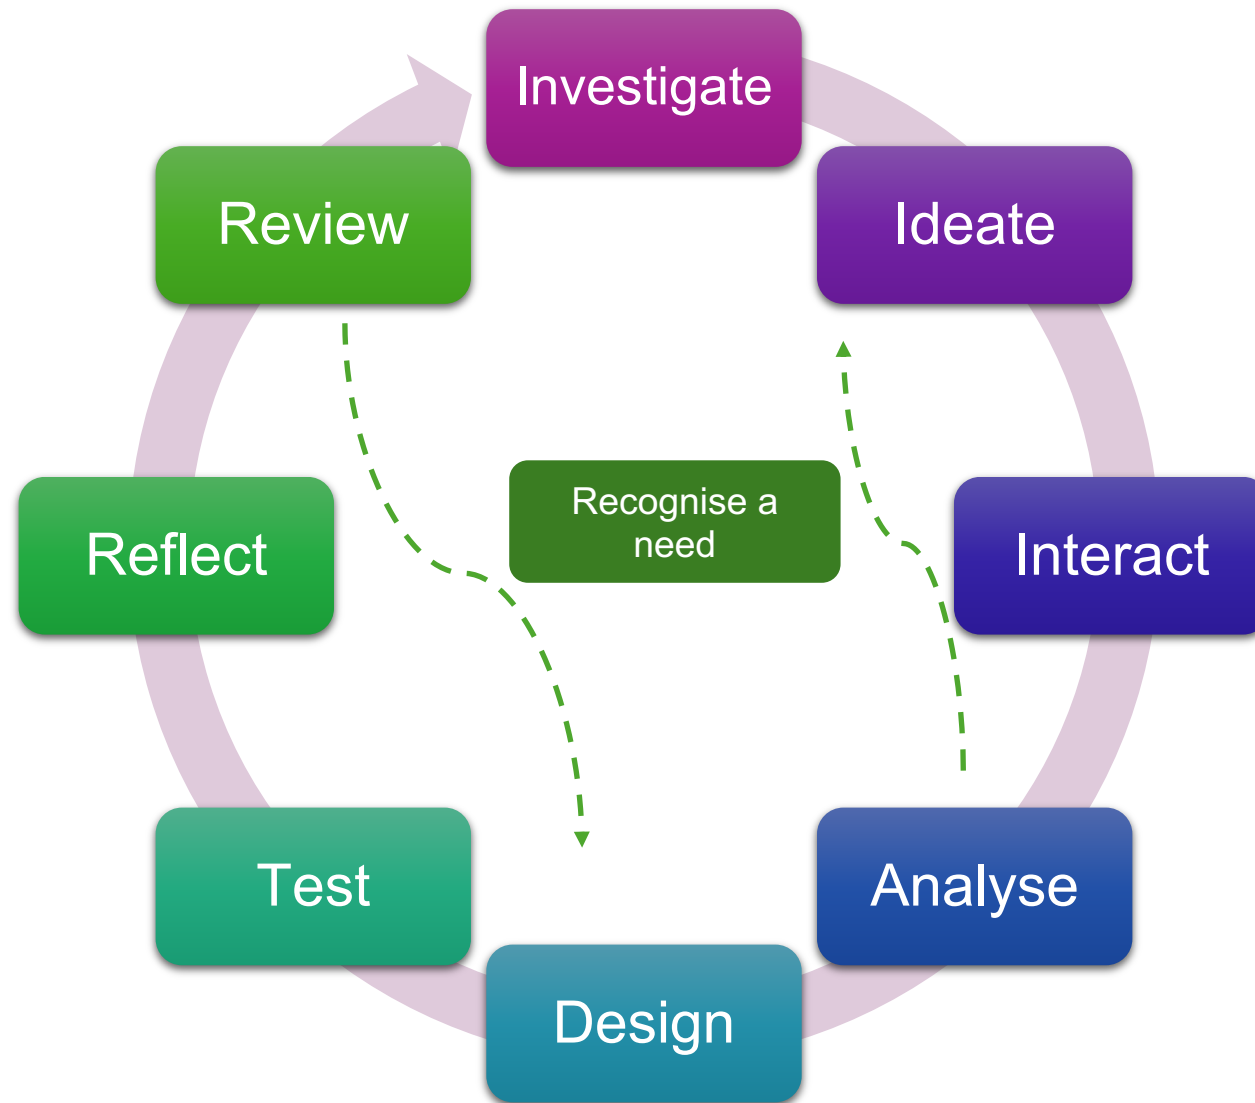 Investigate
Ideate
Interact
Analyse
Design
Test
Reflect
Review
Recognise a
need